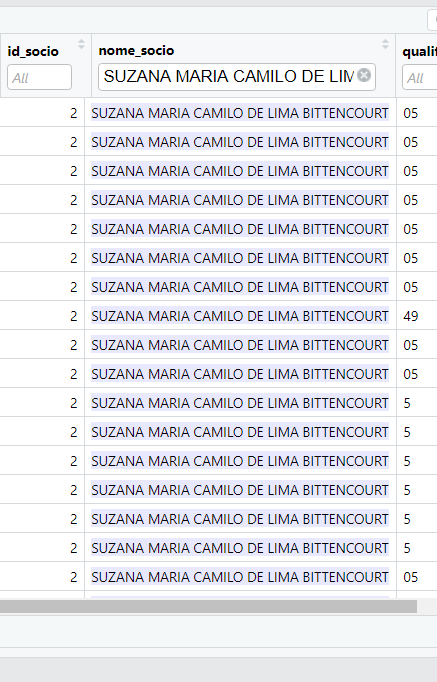 id_socio nome_socio qualif
All SUZANA MARIA CAMILO DE LIM All
2 SUZANA MARIA CAMILO DE LIMA BITTENCOURT 05
2 SUZANA MARIA CAMILO DE LIMA BITTENCOURT 05
2 SUZANA MARIA CAMILO DE LIMA BITTENCOURT 05
2 SUZANA MARIA CAMILO DE LIMA BITTENCOURT 05
2 SUZANA MARIA CAMILO DE LIMA BITTENCOURT 05
2 SUZANA MARIA CAMILO DE LIMA BITTENCOURT 05
2 SUZANA MARIA CAMILO DE LIMA BITTENCOURT 05
2 SUZANA MARIA CAMILO DE LIMA BITTENCOURT 49
2 SUZANA MARIA CAMILO DE LIMA BITTENCOURT 05
2 SUZANA MARIA CAMILO DE LIMA BITTENCOURT 05
2 SUZANA MARIA CAMILO DE LIMA BITTENCOURT 5
2 SUZANA MARIA CAMILO DE LIMA BITTENCOURT 5
2 SUZANA MARIA CAMILO DE LIMA BITTENCOURT 5
2 SUZANA MARIA CAMILO DE LIMA BITTENCOURT 5
2 SUZANA MARIA CAMILO DE LIMA BITTENCOURT 5
2 SUZANA MARIA CAMILO DE LIMA BITTENCOURT 5
2 SUZANA MARIA CAMILO DE LIMA BITTENCOURT 05